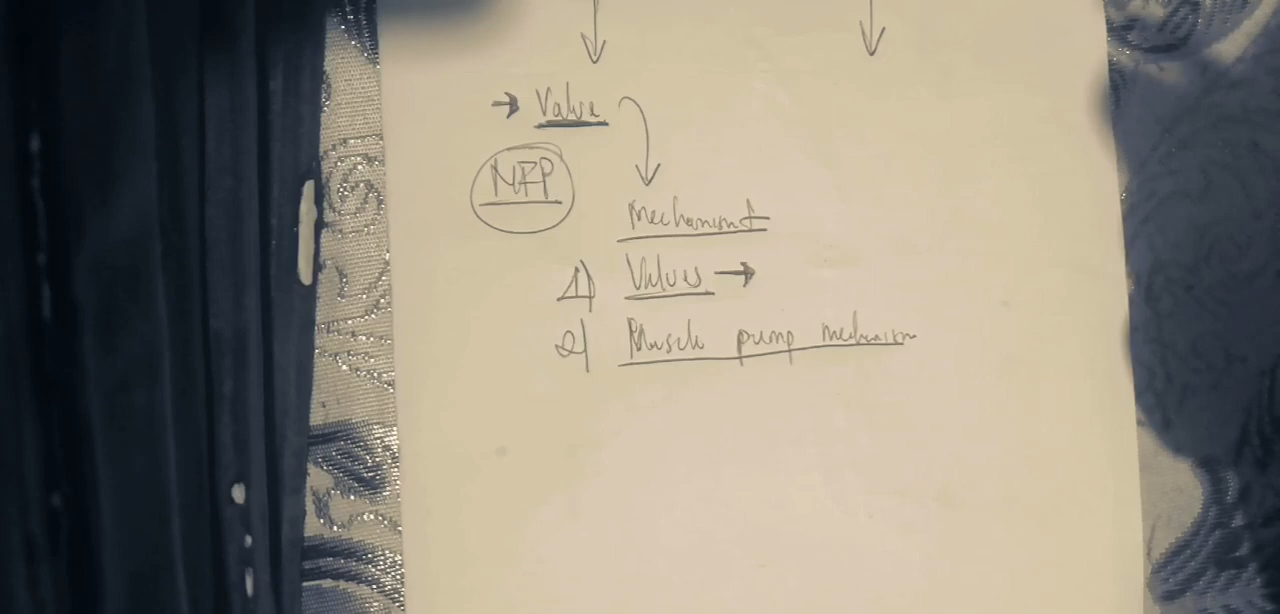 → Valve
NFP
Mechanism
1) Valves →
2) Muscle pump mechanism